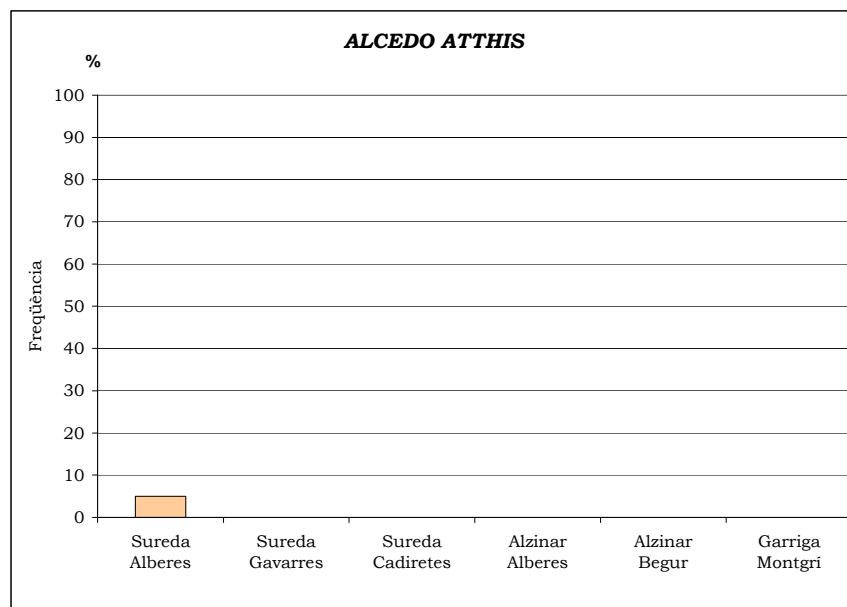 ALCEDO ATTHIS
%
100
90
80
70
60
50
40
30
20
10
0
Freqüència
Sureda Alberes
Sureda Gavarres
Sureda Cadiretes
Alzinar Alberes
Alzinar Begur
Garriga Montgrí